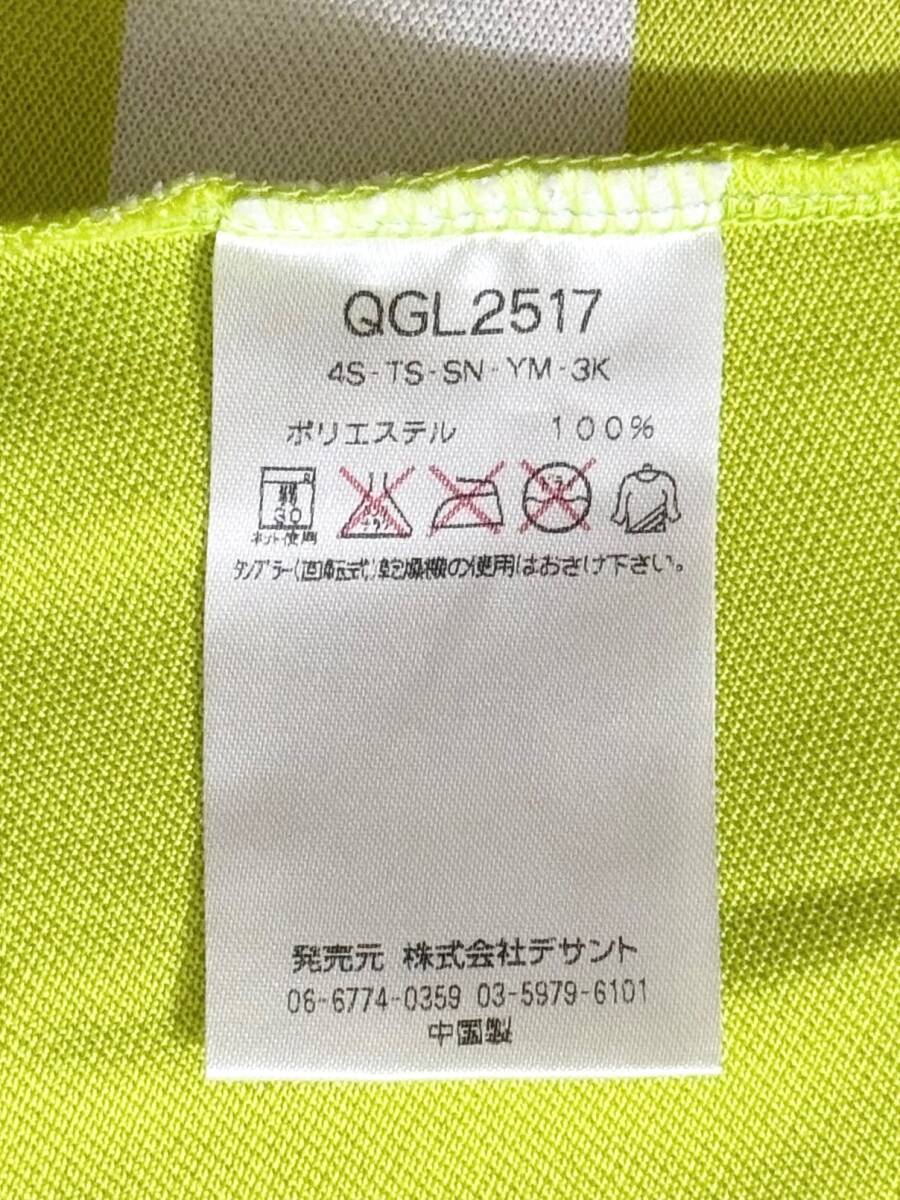 QGL2517
4S-TS-SN-YM-3K
ポリエステル 100%
弱
30
ネット使用
タンブラー(回転式)乾燥機の使用はおさけ下さい。
発売元 株式会社デサント
06-6774-0359 03-5979-6101
中国製